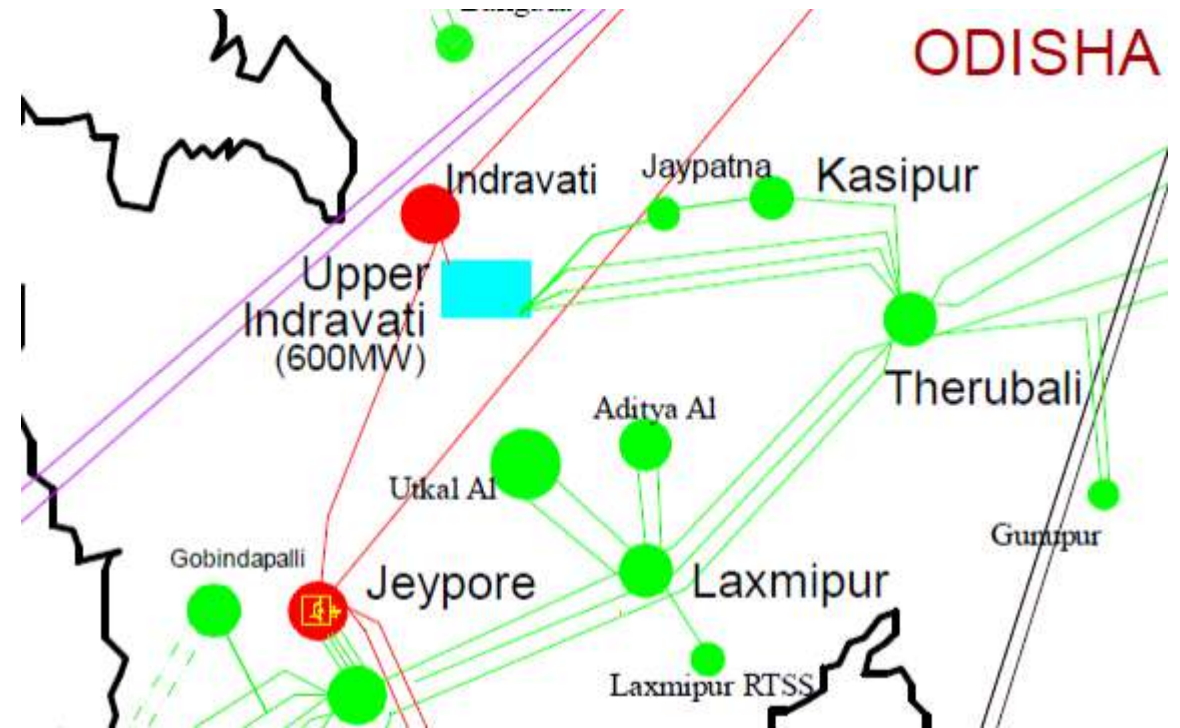 ODISHA
Indravati
Jaypatna
Kasipur
Upper
Indravati
(600MW)
Therubali
Aditya Al
Utkal Al
Gunupur
Gobindapalli
Jeypore
Laxmipur
Laxmipur RTSS